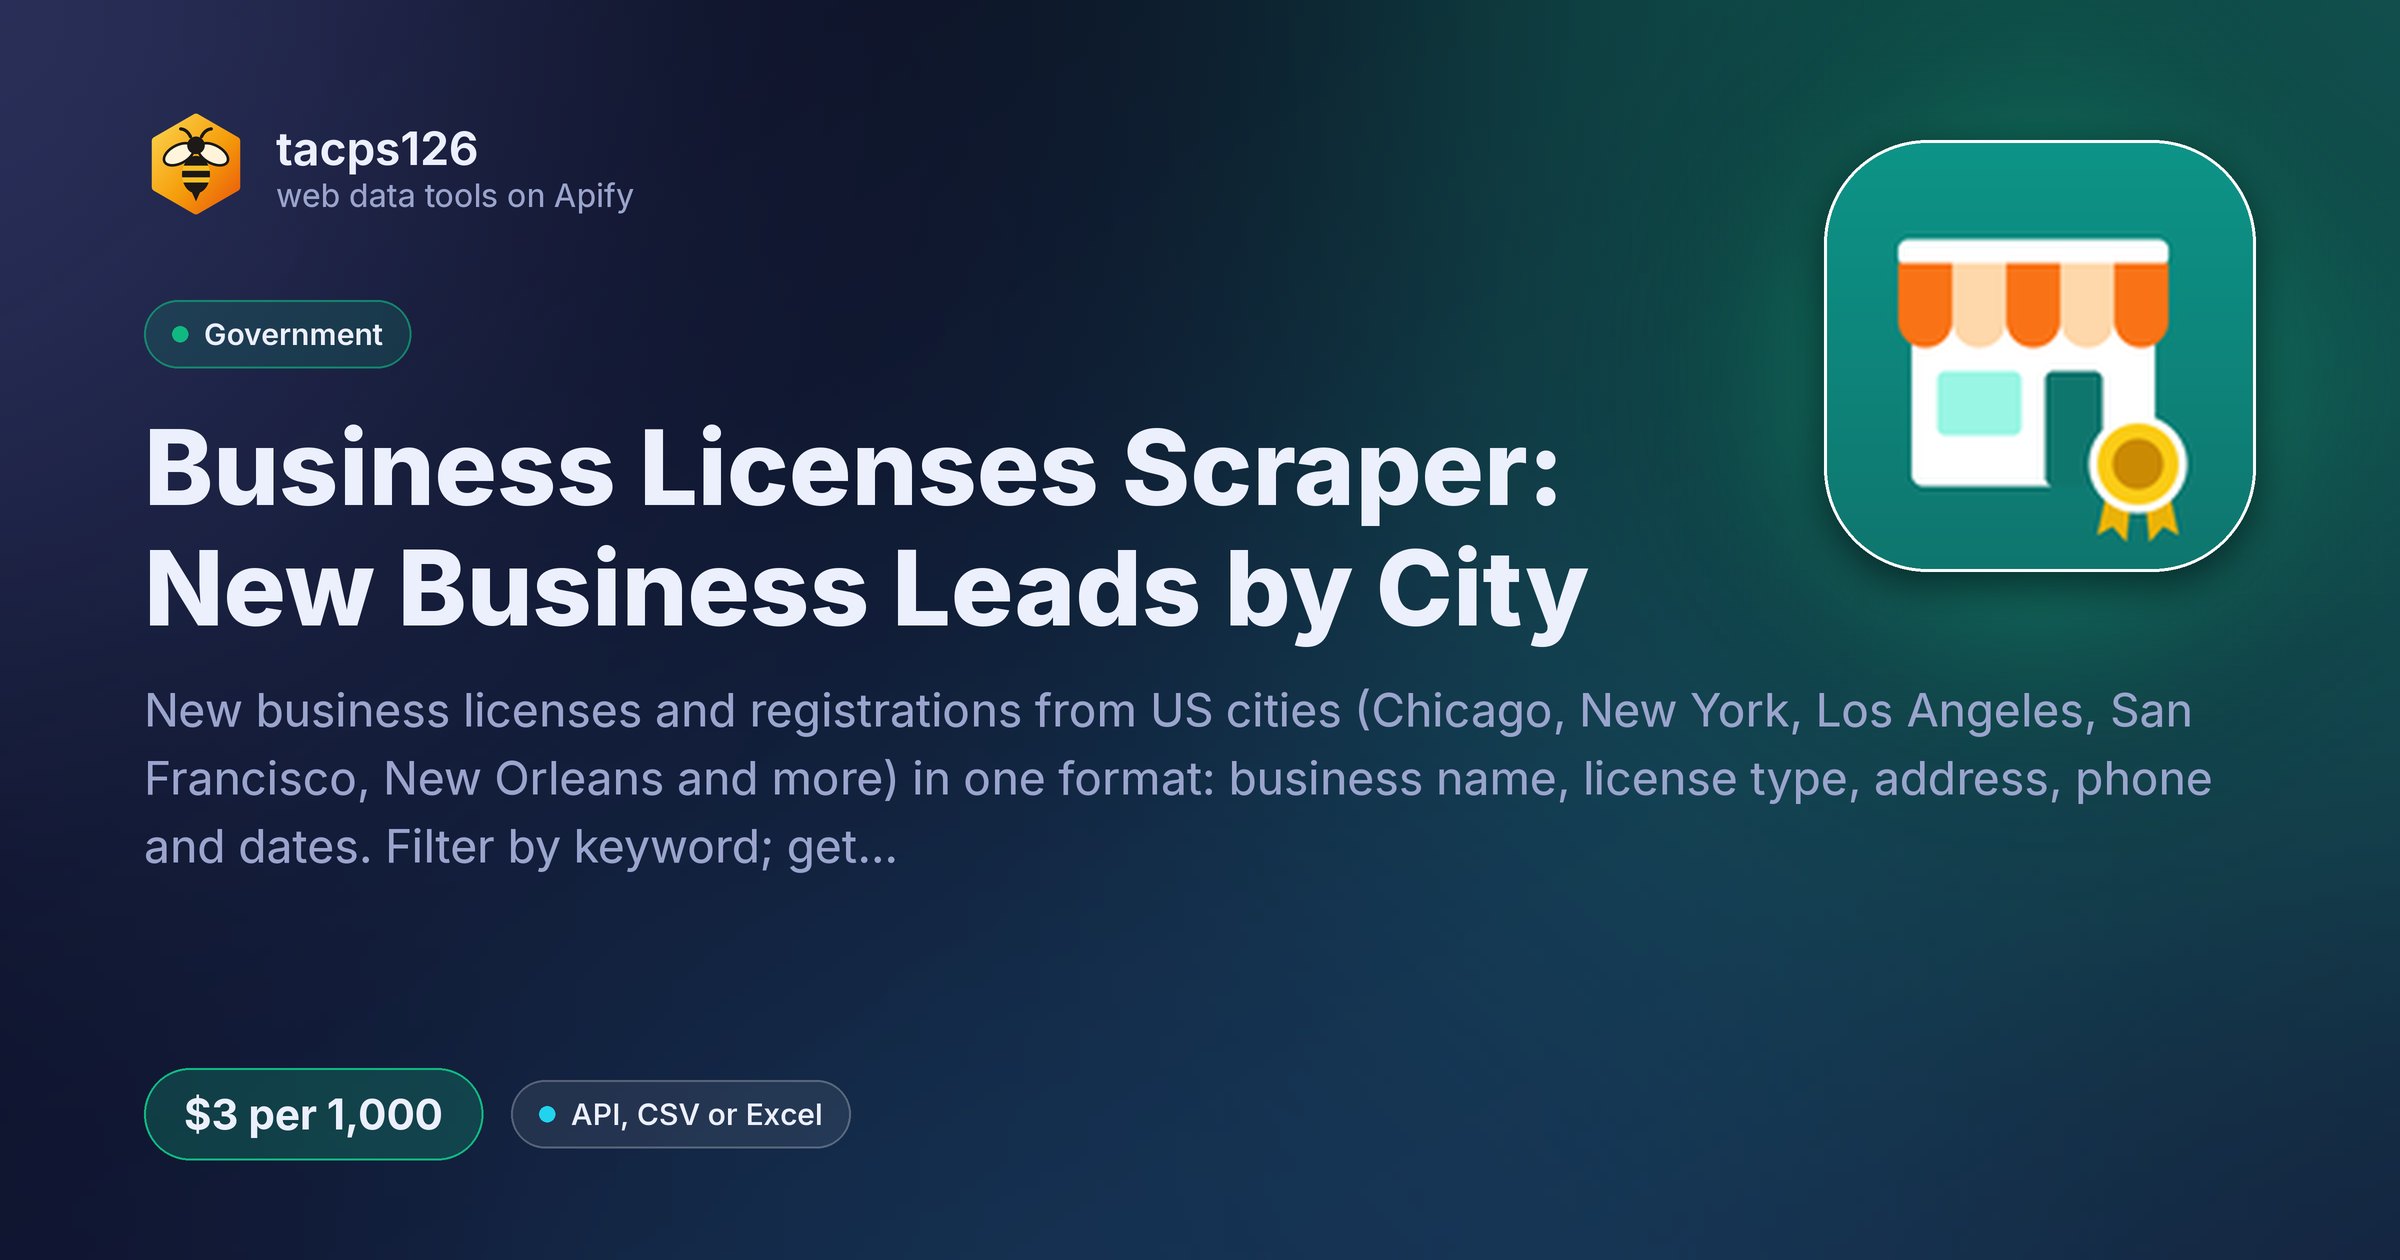 tacps126
web data tools on Apify
Government
Business Licenses Scraper:
New Business Leads by City
New business licenses and registrations from US cities (Chicago, New York, Los Angeles, San
Francisco, New Orleans and more) in one format: business name, license type, address, phone
and dates. Filter by keyword; get...
$3 per 1,000
API, CSV or Excel